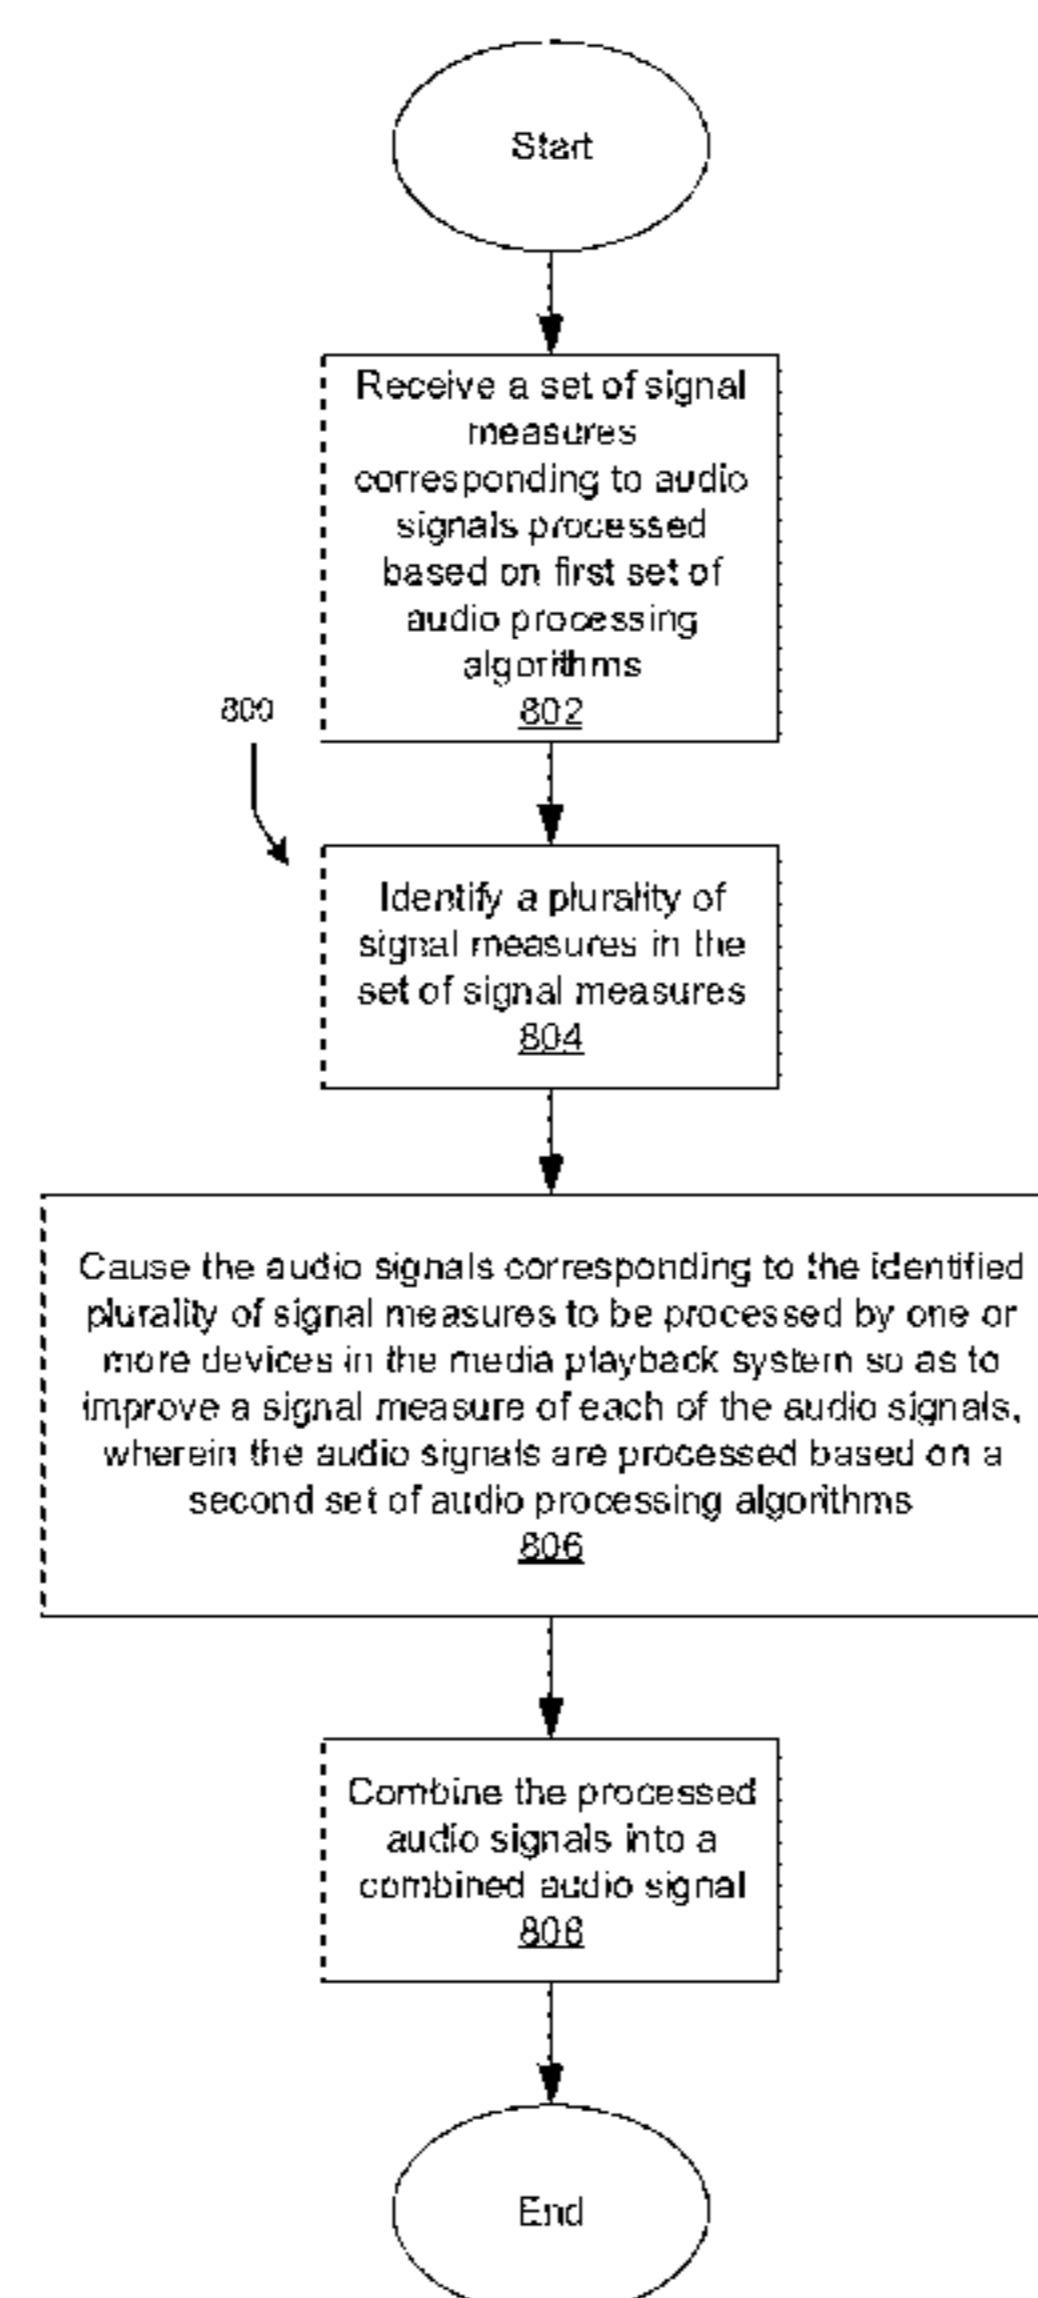 Start
Receive a set of signal
measures
corresponding to audio
signals processed
based on first set of
audio processing
algorithms
802
800
Identify a plurality of
signal measures in the
set of signal measures
804
Cause the audio signals corresponding to the identified
plurality of signal measures to be processed by one or
more devices in the media playback system so as to
improve a signal measure of each of the audio signals,
wherein the audio signals are processed based on a
second set of audio processing algorithms
806
Combine the processed
audio signals into a
combined audio signal
808
End